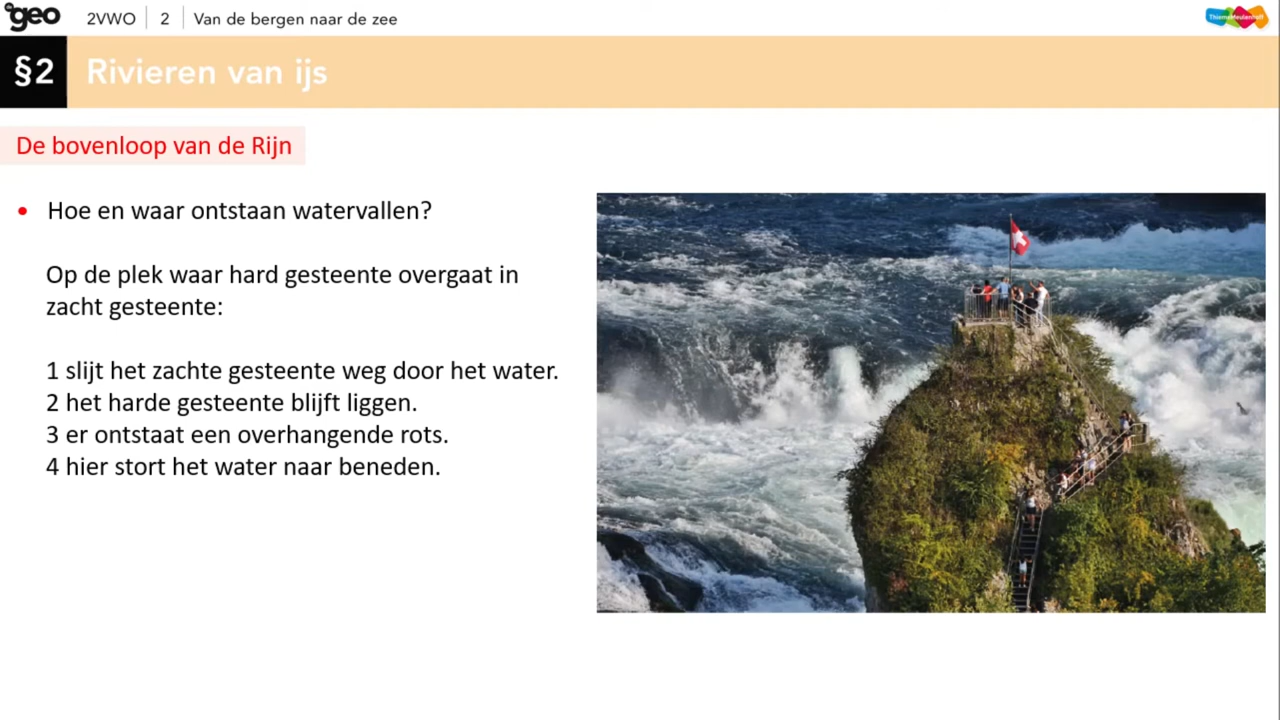 de geo 2VWO 2 Van de bergen naar de zee
ThiemeMeulenhoff
§2 Rivieren van ijs
De bovenloop van de Rijn
• Hoe en waar ontstaan watervallen?
Op de plek waar hard gesteente overgaat in
zacht gesteente:
1 slijt het zachte gesteente weg door het water.
2 het harde gesteente blijft liggen.
3 er ontstaat een overhangende rots.
4 hier stort het water naar beneden.